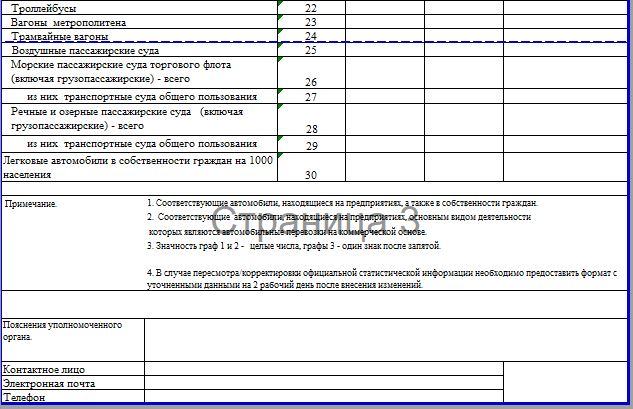 Троллейбусы 22
Вагоны метрополитена 23
Трамвайные вагоны 24
Воздушные пассажирские суда 25
Морские пассажирские суда торгового флота
(включая грузопассажирские) - всего 26
из них транспортные суда общего пользования 27
Речные и озерные пассажирские суда (включая
грузопассажирские) - всего 28
из них транспортные суда общего пользования 29
Легковые автомобили в собственности граждан на 1000
населения 30
Примечание. 1. Соответствующие автомобили, находящиеся на предприятиях, а также в собственности граждан.
2. Соответствующие автомобили, находящиеся на предприятиях, основным видом деятельности
Страница 3
которых являются автомобильные перевозки на коммерческой основе.
3. Значность граф 1 и 2 - целые числа, графы 3 - один знак после запятой.
4. В случае пересмотра/корректировки официальной статистической информации необходимо предоставить формат с
уточненными данными на 2 рабочий день после внесения изменений.
Пояснения уполномоченного
органа.
Контактное лицо
Электронная почта
Телефон